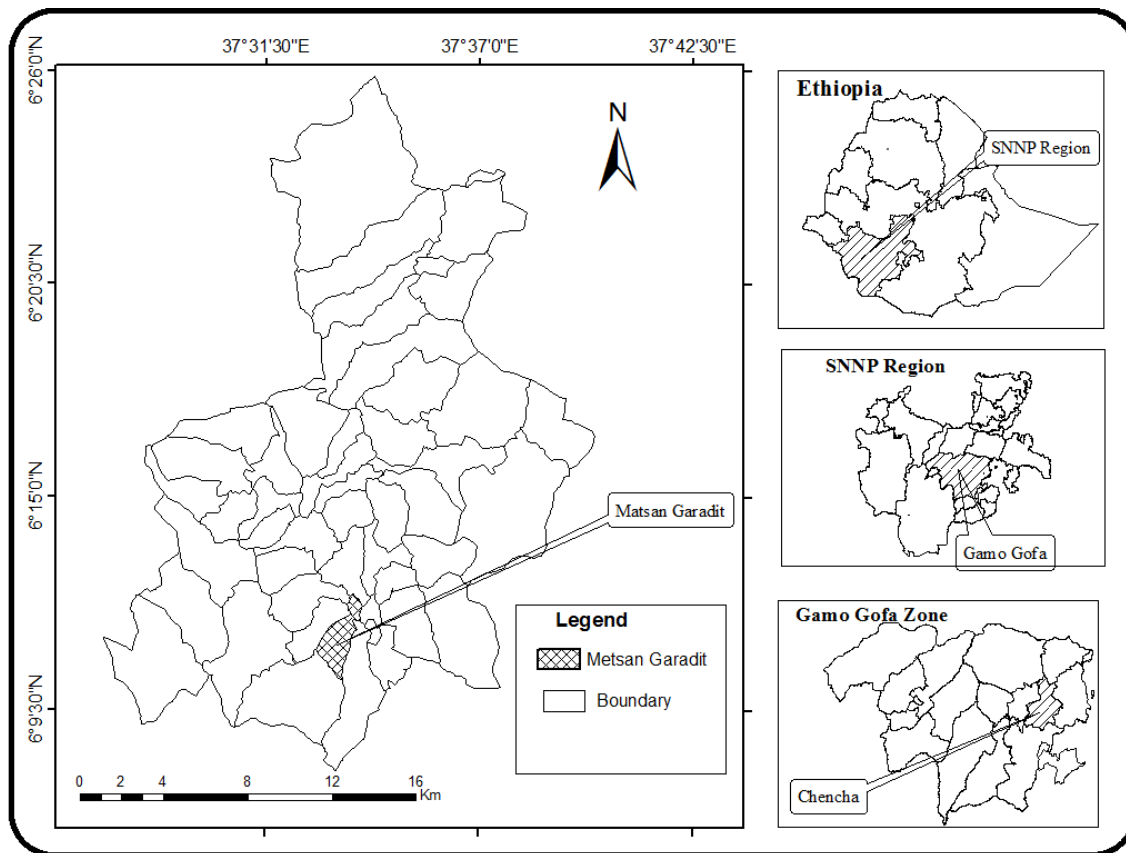 37°31'30"E 37°37'0"E 37°42'30"E
6°26'0"N
6°20'30"N
6°15'0"N
6°9'30"N
N
Matsan Garadit
Legend
Metsan Garadit
Boundary
0 2 4 8 12 16
Km
Ethiopia
SNNP Region
SNNP Region
Gamo Gofa
Gamo Gofa Zone
Chencha